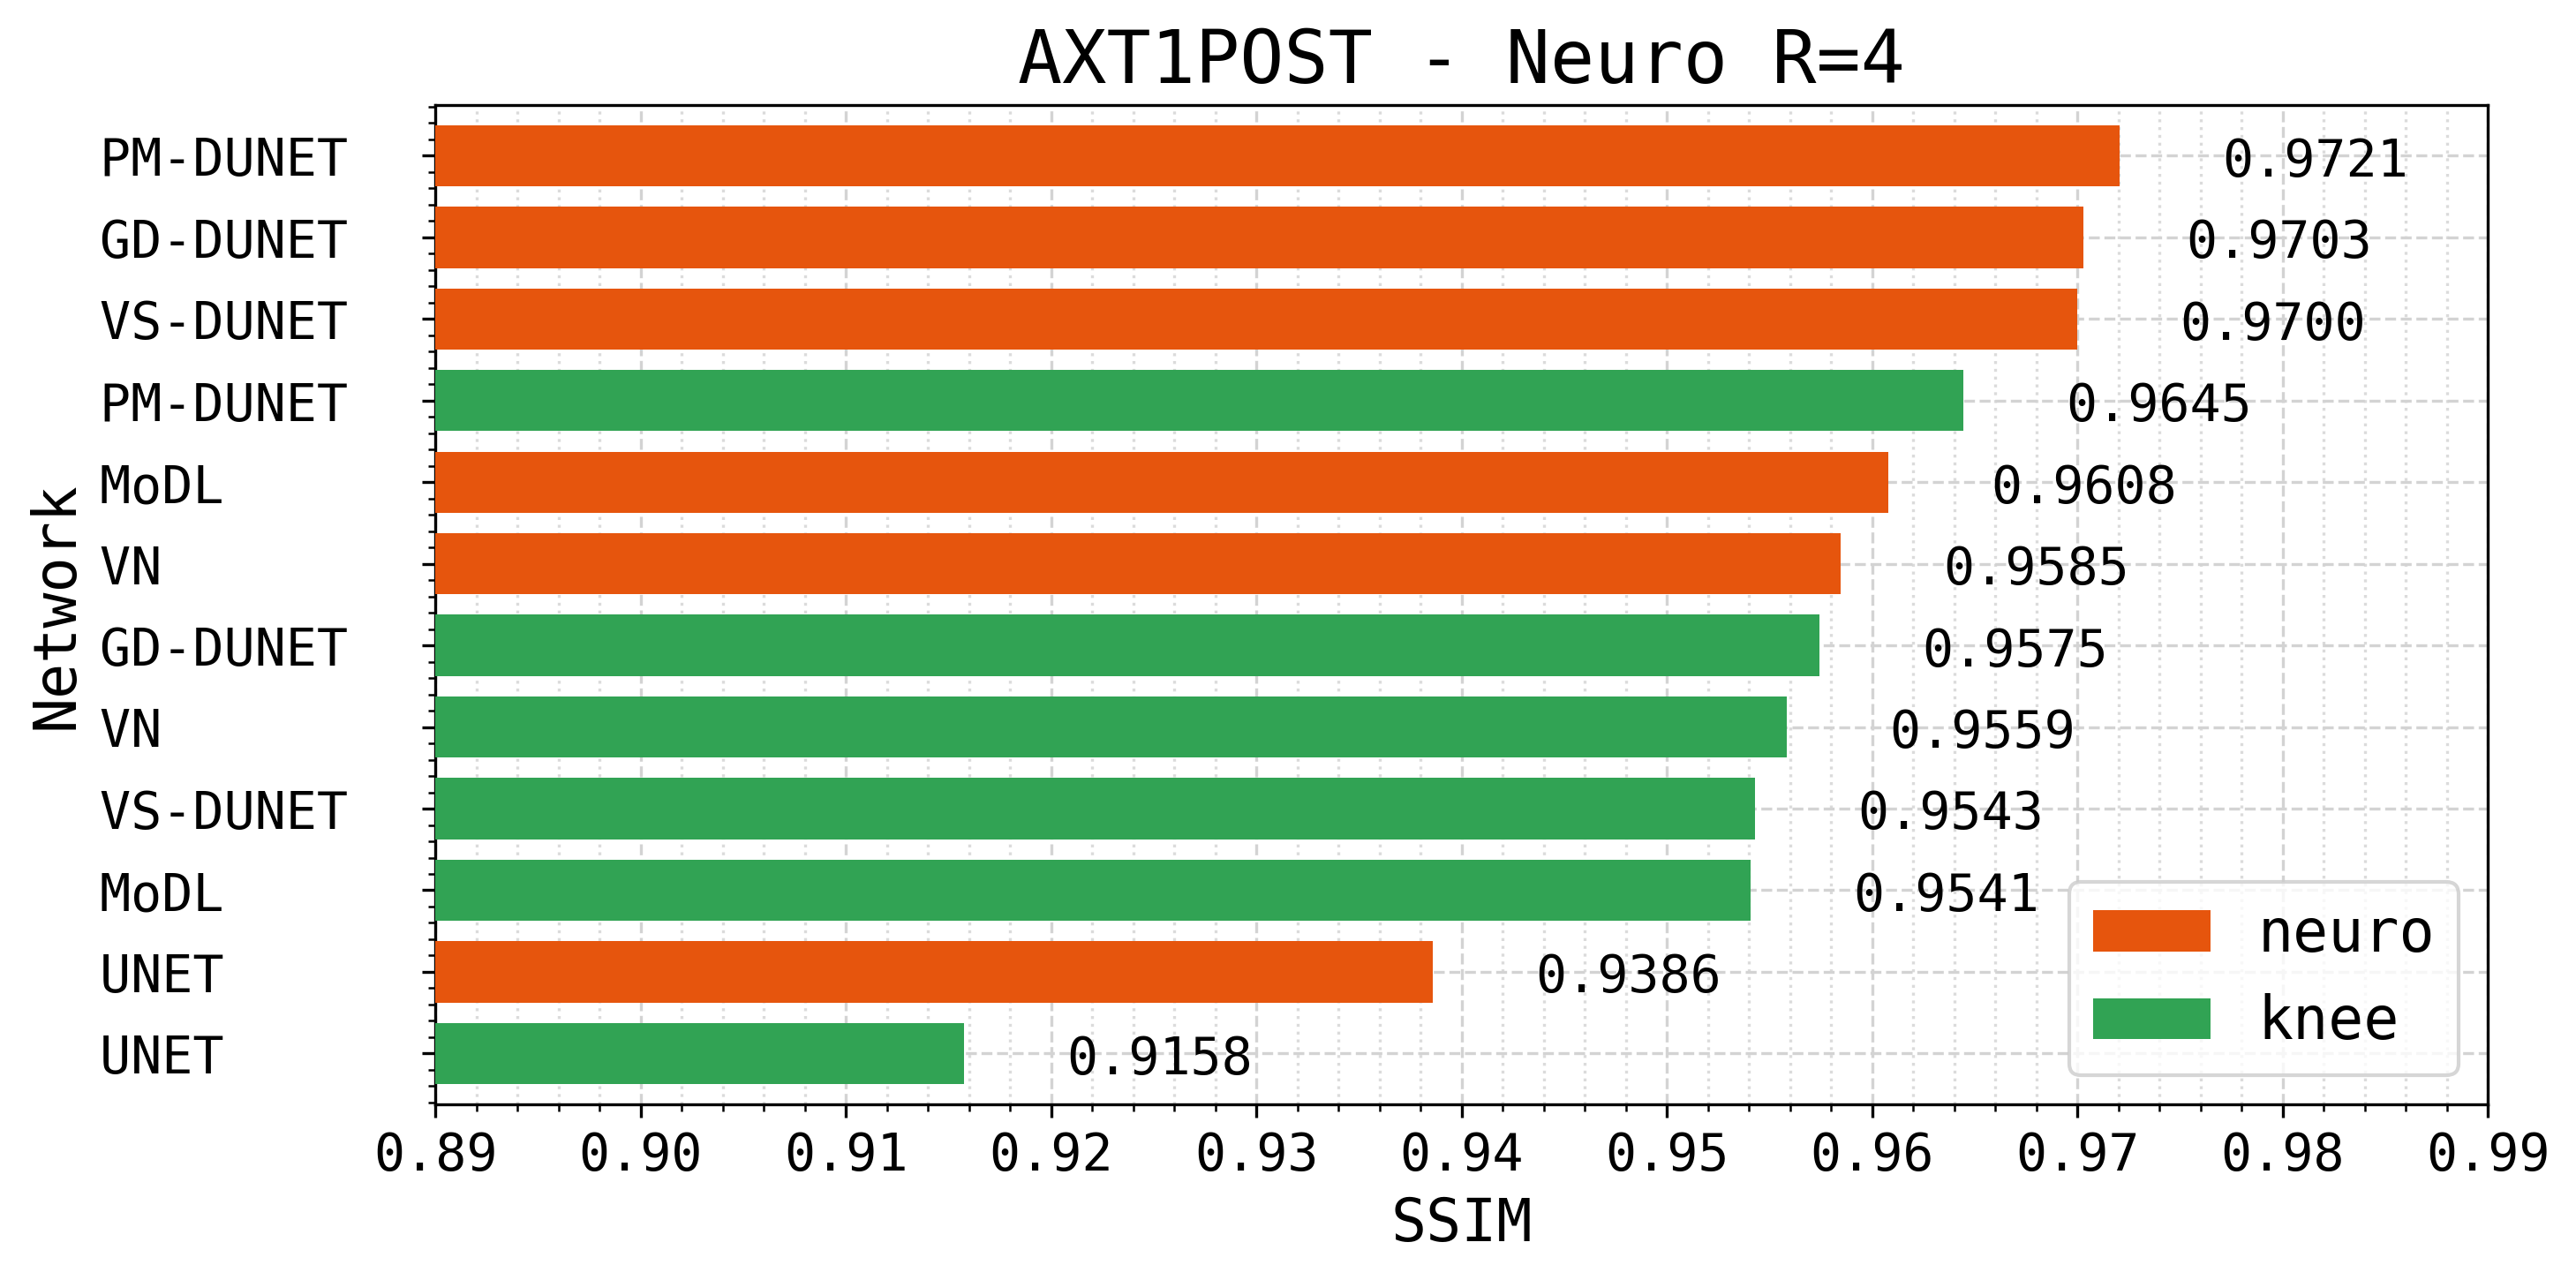 AXT1POST - Neuro R=4
Network
PM-DUNET 0.9721
GD-DUNET 0.9703
VS-DUNET 0.9700
PM-DUNET 0.9645
MoDL 0.9608
VN 0.9585
GD-DUNET 0.9575
VN 0.9559
VS-DUNET 0.9543
MoDL 0.9541
UNET 0.9386
UNET 0.9158
neuro
knee
0.89 0.90 0.91 0.92 0.93 0.94 0.95 0.96 0.97 0.98 0.99
SSIM